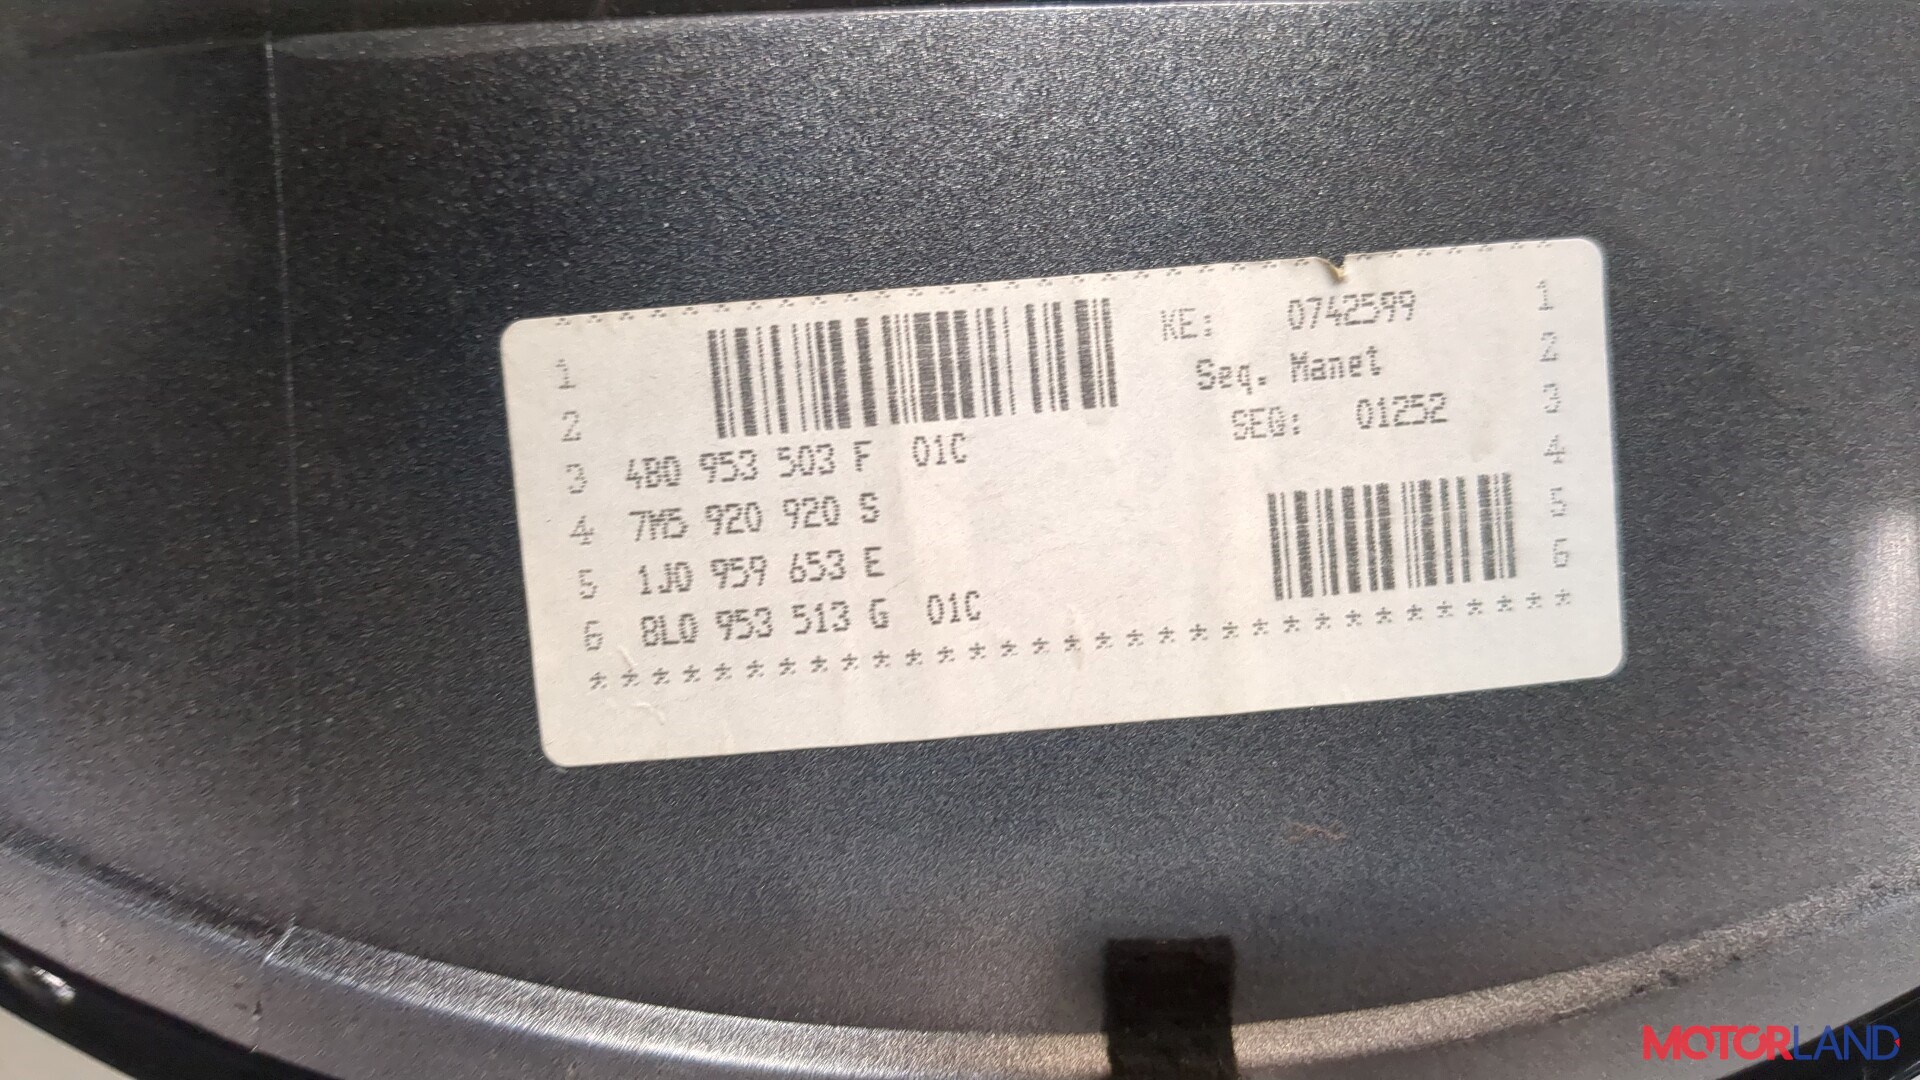 1
2
3
4
5
6
4B0 953 503 F 01C
7M5 920 920 S
1J0 959 653 E
8L0 953 513 G 01C
KE: 0742599
Seq. Manet
SEQ: 01252
1
2
3
4
5
6
* * * * * * * * * * * * * * * * * * * * * * * * * * * * * * *
MOTORLAND